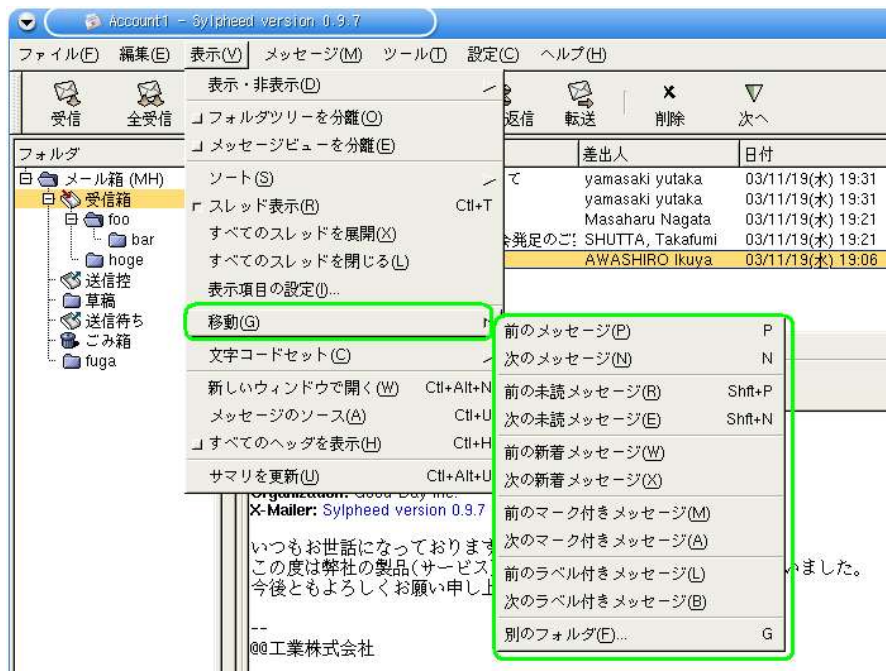 Account1 - Sylpheed version 0.9.7
ファイル(F) 編集(E) 表示(V) メッセージ(M) ツール(T) 設定(C) ヘルプ(H)
受信 全受信 返信 転送 削除 次へ
フォルダ
メール箱 (MH)
受信箱
foo
bar
hoge
送信控
草稿
送信待ち
ごみ箱
fuga
表示・非表示(D)
フォルダツリーを分離(O)
メッセージビューを分離(E)
ソート(S)
スレッド表示(R) Ctl+T
すべてのスレッドを展開(X)
すべてのスレッドを閉じる(L)
表示項目の設定(I)...
移動(G)
文字コードセット(C)
新しいウィンドウで開く(W) Ctl+Alt+N
メッセージのソース(A) Ctl+U
すべてのヘッダを表示(H) Ctl+H
サマリを更新(U) Ctl+Alt+U
差出人 日付
て yamasaki yutaka 03/11/19(水) 19:31
yamasaki yutaka 03/11/19(水) 19:31
Masaharu Nagata 03/11/19(水) 19:21
発足のご SHUTTA, Takafumi 03/11/19(水) 19:21
AWASHIRO Ikuya 03/11/19(水) 19:06
前のメッセージ(P) P
次のメッセージ(N) N
前の未読メッセージ(R) Shft+P
次の未読メッセージ(E) Shft+N
前の新着メッセージ(W)
次の新着メッセージ(X)
前のマーク付きメッセージ(M)
次のマーク付きメッセージ(A)
前のラベル付きメッセージ(L)
次のラベル付きメッセージ(B)
別のフォルダ(F)... G
Organization: Good-Day Inc.
X-Mailer: Sylpheed version 0.9.7
いつもお世話になっております
この度は弊社の製品(サービス いました。
今後ともよろしくお願い申し上
--
@@工業株式会社